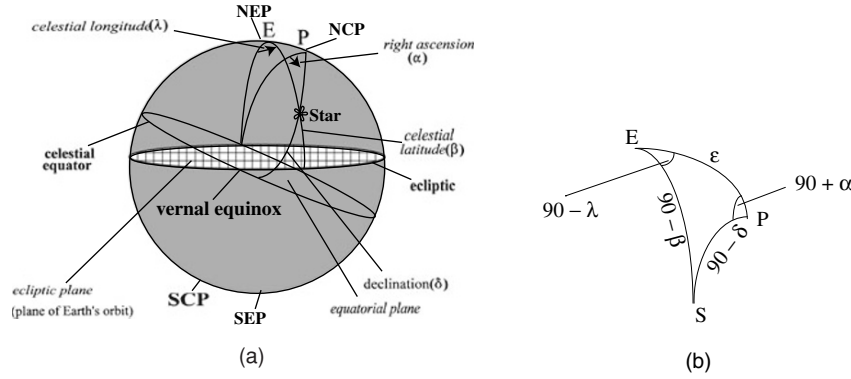 NEP
celestial longitude(λ)
E
P
NCP
right ascension
(α)
Star
celestial
latitude(β)
celestial
equator
ecliptic
vernal equinox
ecliptic plane
(plane of Earth's orbit)
SCP
SEP
declination(δ)
equatorial plane
(a)
E
ε
90 + α
90 – λ
90 – β
90 – δ
P
S
(b)